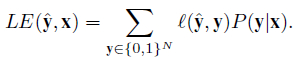 LE(ŷ, x) = ∑ ℓ(ŷ, y)P(y|x).
y∈{0,1}^N